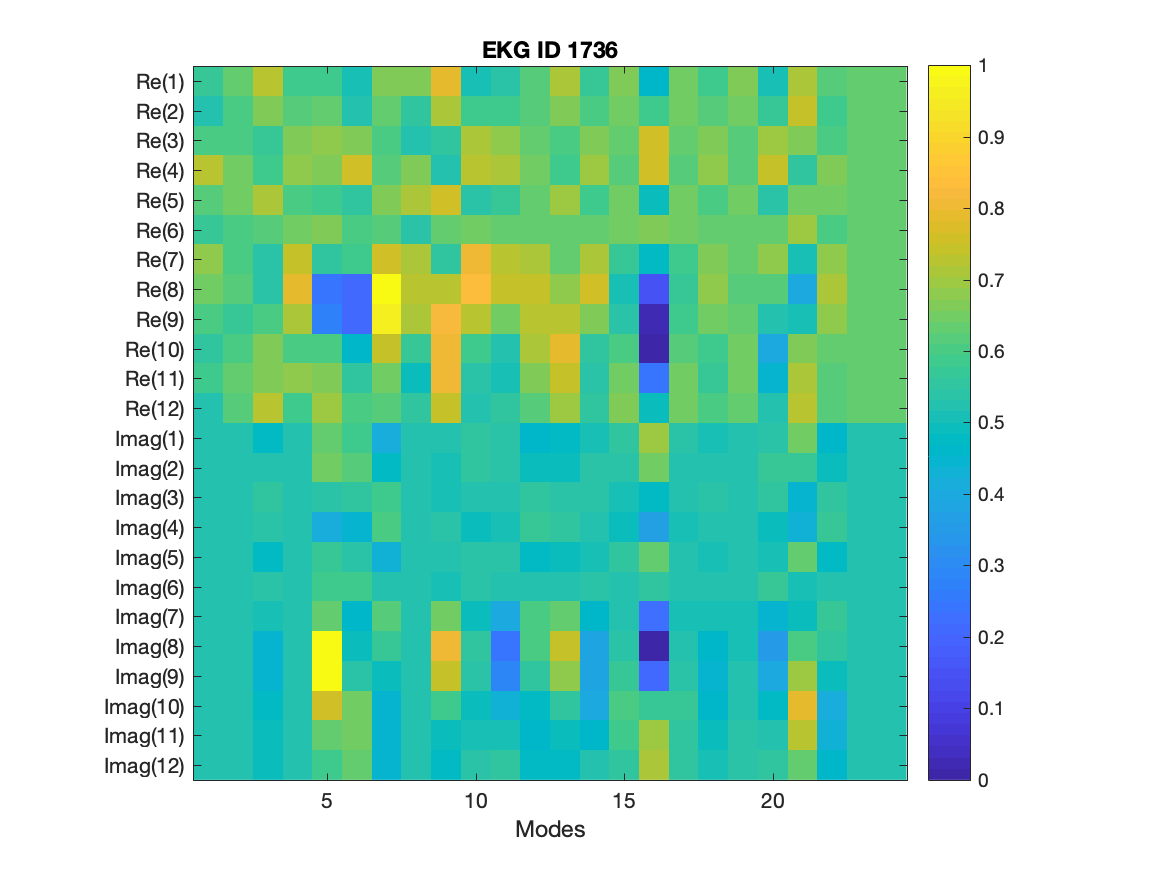 EKG ID 1736
Re(1)
Re(2)
Re(3)
Re(4)
Re(5)
Re(6)
Re(7)
Re(8)
Re(9)
Re(10)
Re(11)
Re(12)
Imag(1)
Imag(2)
Imag(3)
Imag(4)
Imag(5)
Imag(6)
Imag(7)
Imag(8)
Imag(9)
Imag(10)
Imag(11)
Imag(12)
5 10 15 20
Modes
1
0.9
0.8
0.7
0.6
0.5
0.4
0.3
0.2
0.1
0